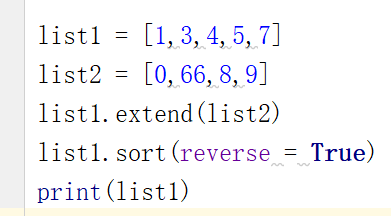 list1 = [1,3,4,5,7]
list2 = [0,66,8,9]
list1.extend(list2)
list1.sort(reverse = True)
print(list1)